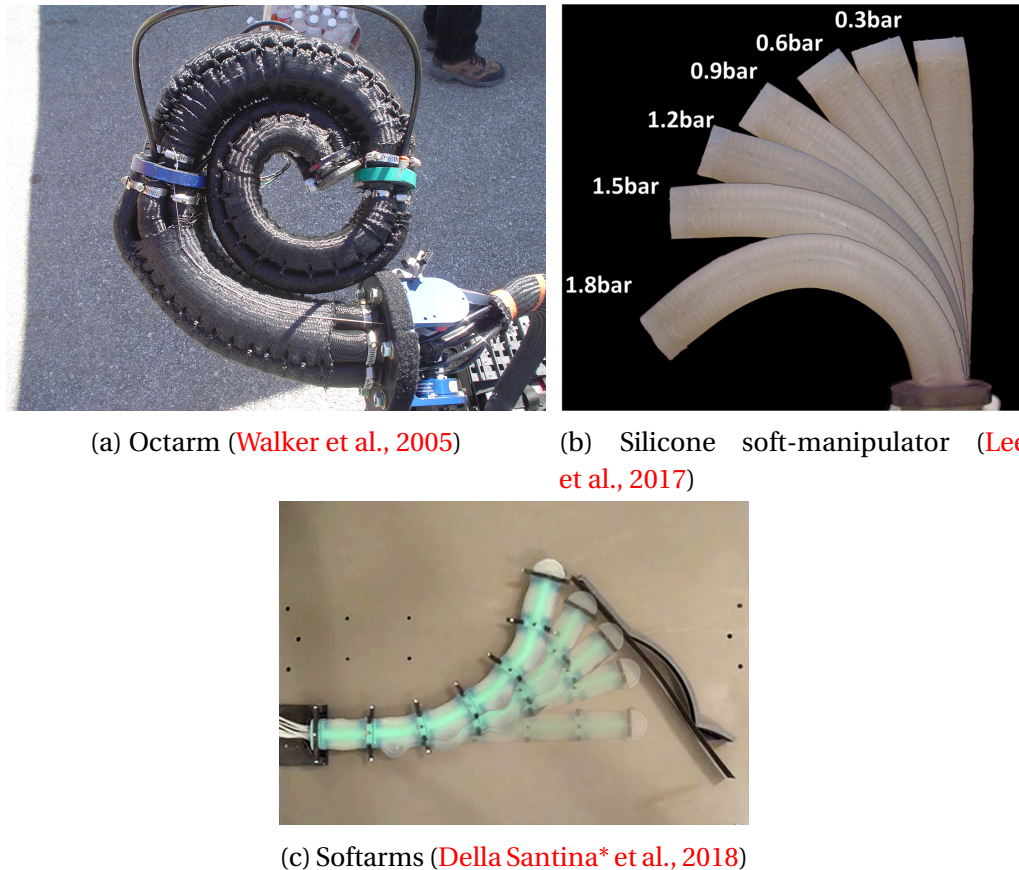 0.3bar
0.6bar
0.9bar
1.2bar
1.5bar
1.8bar
(a) Octarm (Walker et al., 2005)
(b) Silicone soft-manipulator (Lee
et al., 2017)
(c) Softarms (Della Santina* et al., 2018)